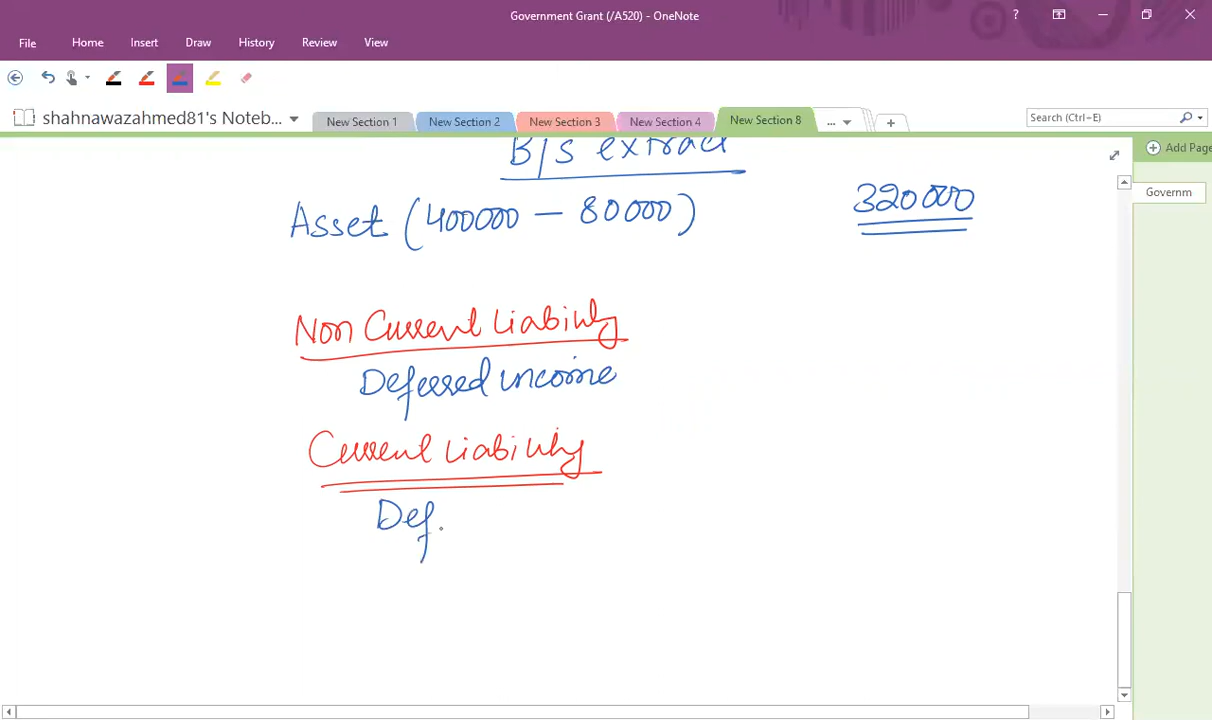 Government Grant (/A520) - OneNote
?
File Home Insert Draw History Review View
shahnawazahmed81's Noteb...
New Section 1
New Section 2
New Section 3
New Section 4
New Section 8
...
Search (Ctrl+E)
Add Page
Governm
B/S extract
Asset (400000 - 80000) 320000
Non Current Liability
Deferred income
Current Liability
Def.